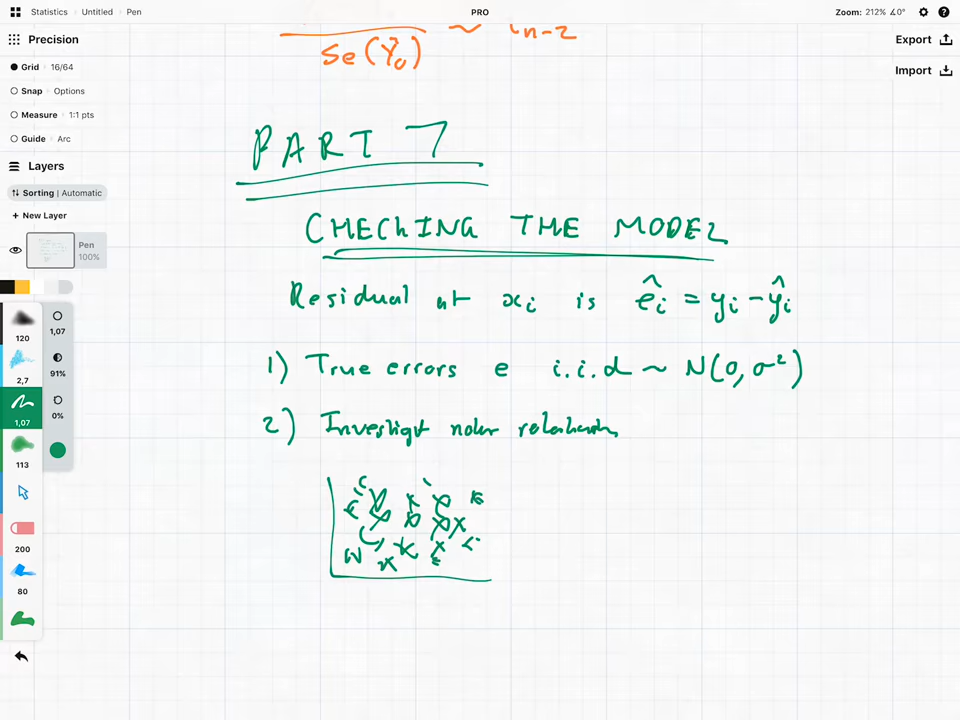 Statistics | Untitled | Pen
PRO
Zoom: 212% ∡0°
Precision
Export
Import
Grid | 16/64
Snap | Options
Measure | 1:1 pts
Guide | Arc
Layers
Sorting | Automatic
+ New Layer
Pen
100%
120
2,7
1,07
113
200
80
1,07
91%
0%
Se(Ŷ₀) ~ tn-2
PART 7
CHECKING THE MODEL
Residual at xi is êi = yi - ŷi
1) True errors e i.i.d ~ N(0, σ²)
2) Investigt